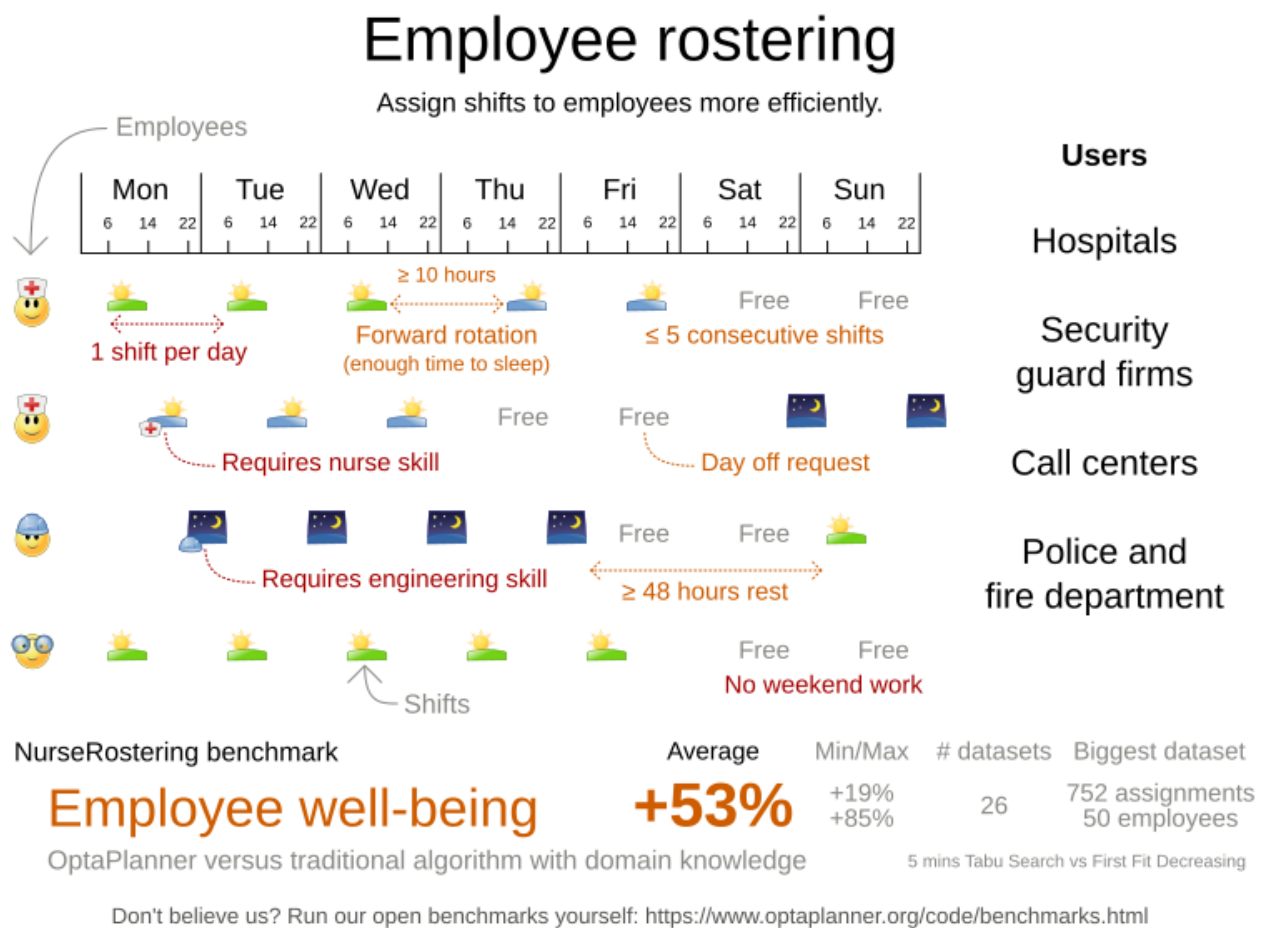 Employee rostering
Assign shifts to employees more efficiently.
Employees
Users
Mon Tue Wed Thu Fri Sat Sun
6 14 22 6 14 22 6 14 22 6 14 22 6 14 22 6 14 22 6 14 22
Hospitals
≥ 10 hours
Free Free
1 shift per day
Forward rotation
(enough time to sleep)
≤ 5 consecutive shifts
Security
guard firms
Free Free
Requires nurse skill
Day off request
Call centers
Free Free
Requires engineering skill
≥ 48 hours rest
Police and
fire department
Free Free
No weekend work
Shifts
NurseRostering benchmark
Average Min/Max # datasets Biggest dataset
Employee well-being
+53%
+19%
+85%
26
752 assignments
50 employees
OptaPlanner versus traditional algorithm with domain knowledge
5 mins Tabu Search vs First Fit Decreasing
Don't believe us? Run our open benchmarks yourself: https://www.optaplanner.org/code/benchmarks.html